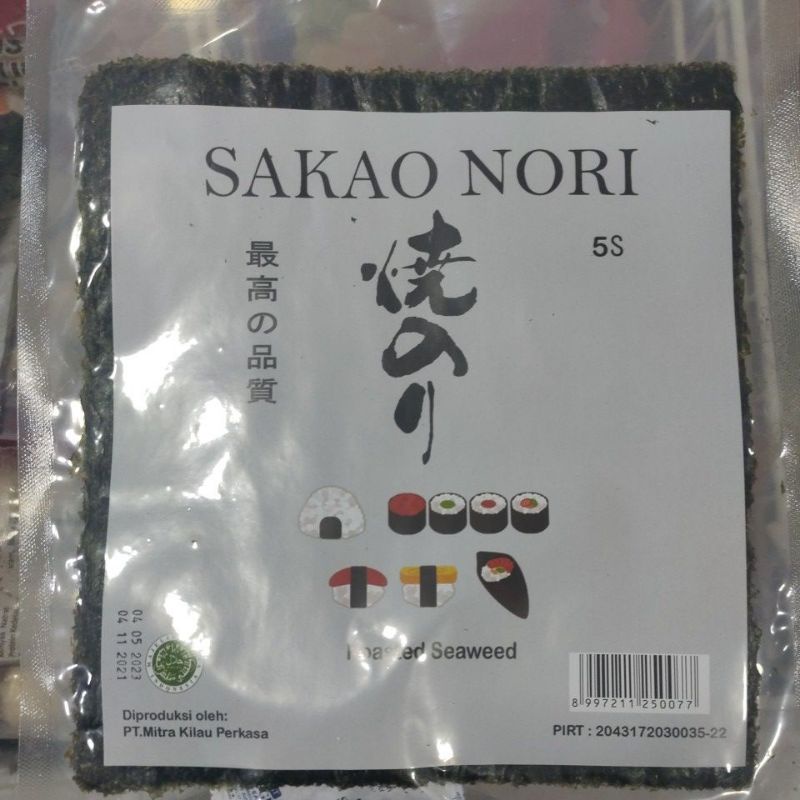 SAKAO NORI
5S
最高の品質
焼のり
Roasted Seaweed
04 05 2023
04 11 2021
Diproduksi oleh:
PT.Mitra Kilau Perkasa
8 997211 250077
PIRT : 2043172030035-22